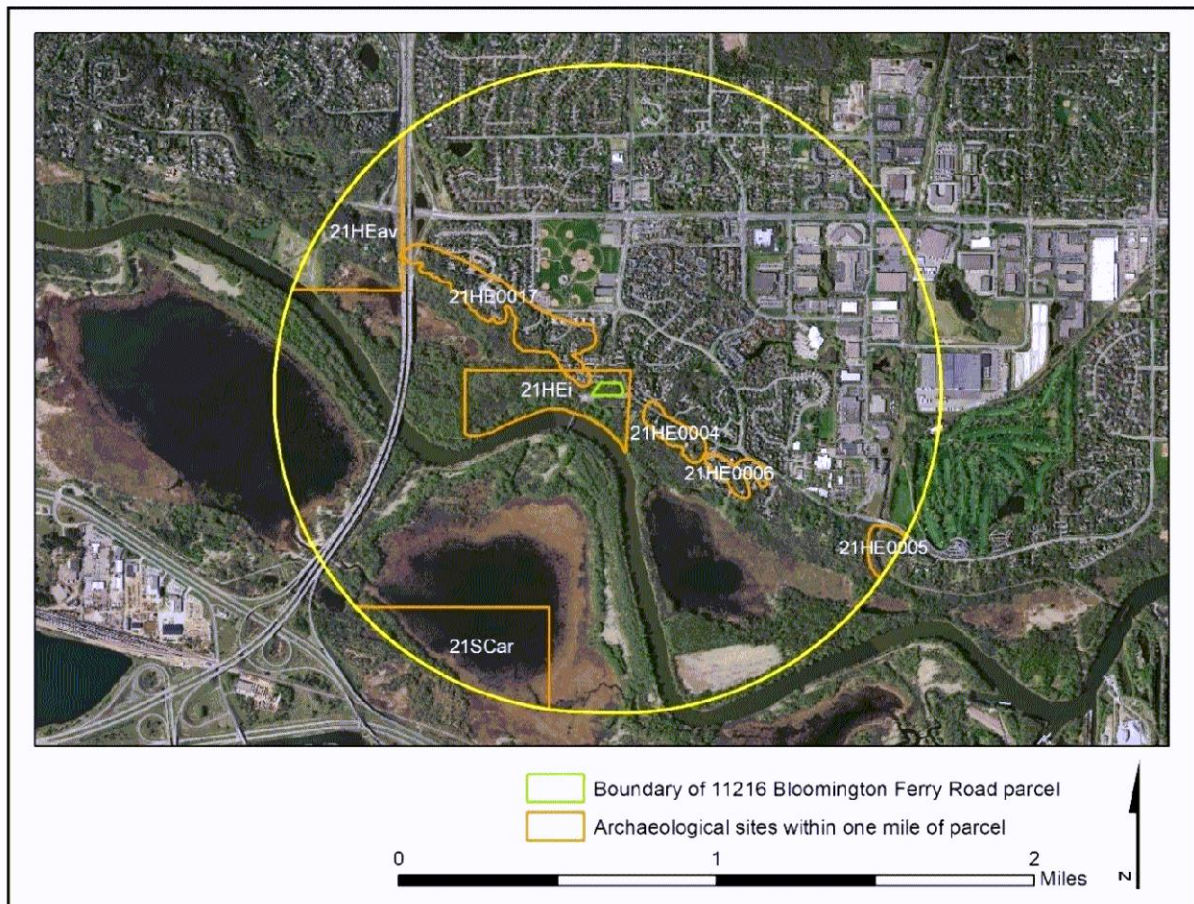 21HEav
21HE0017
21HEi
21HE0004
21HE0006
21HE0005
21SCar
Boundary of 11216 Bloomington Ferry Road parcel
Archaeological sites within one mile of parcel
0 1 2
Miles
N